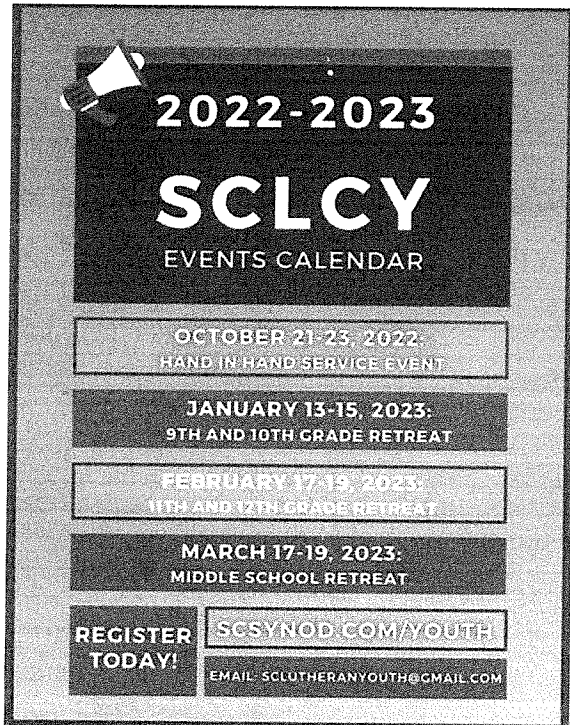 2022-2023
SCLCY
EVENTS CALENDAR
OCTOBER 21-23, 2022:
HAND IN HAND SERVICE EVENT
JANUARY 13-15, 2023:
9TH AND 10TH GRADE RETREAT
FEBRUARY 17-19, 2023:
11TH AND 12TH GRADE RETREAT
MARCH 17-19, 2023:
MIDDLE SCHOOL RETREAT
REGISTER
TODAY!
SCSYNOD.COM/YOUTH
EMAIL- SCLUTHERANYOUTH@GMAIL.COM